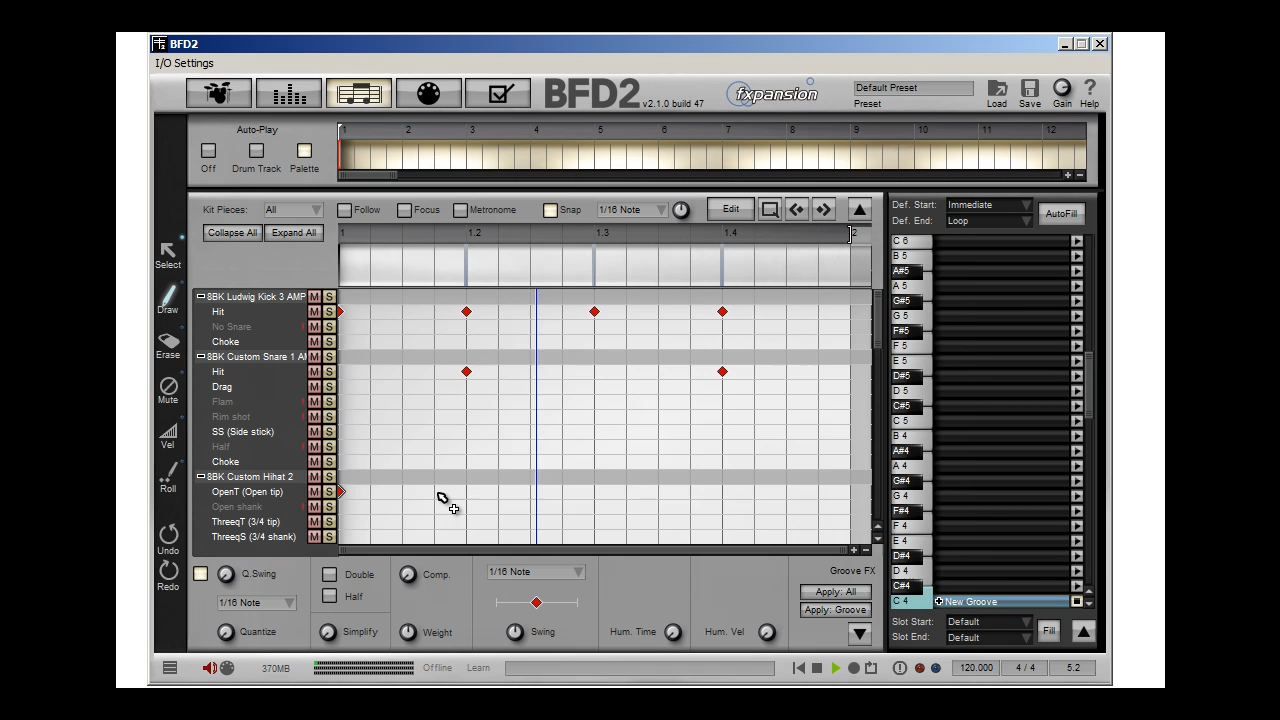 BFD2
I/O Settings
BFD2 v2.1.0 build 47
fxpansion
Default Preset
Preset
Load Save Gain Help
Auto-Play
Off Drum Track Palette
1 2 3 4 5 6 7 8 9 10 11 12
Kit Pieces: All Follow Focus Metronome Snap 1/16 Note Edit
Collapse All Expand All
1 1.2 1.3 1.4 2
Select
Draw
Erase
Mute
Vel
Roll
Undo
Redo
8BK Ludwig Kick 3 AMP M S
Hit M S
No Snare M S
Choke M S
8BK Custom Snare 1 AM M S
Hit M S
Drag M S
Flam M S
Rim shot M S
SS (Side stick) M S
Half M S
Choke M S
8BK Custom Hihat 2 M S
OpenT (Open tip) M S
Open shank M S
ThreeqT (3/4 tip) M S
ThreeqS (3/4 shank) M S
Def. Start: Immediate
Def. End: Loop
AutoFill
C 6
B 5
A#5
A 5
G#5
G 5
F#5
F 5
E 5
D#5
D 5
C#5
C 5
B 4
A#4
A 4
G#4
G 4
F#4
F 4
E 4
D#4
D 4
C#4
C 4 New Groove
Slot Start: Default
Slot End: Default
Fill
Q.Swing
1/16 Note
Quantize
Double
Half
Simplify
Comp.
Weight
1/16 Note
Swing
Hum. Time
Hum. Vel
Groove FX
Apply: All
Apply: Groove
370MB Offline Learn 120.000 4 / 4 5.2